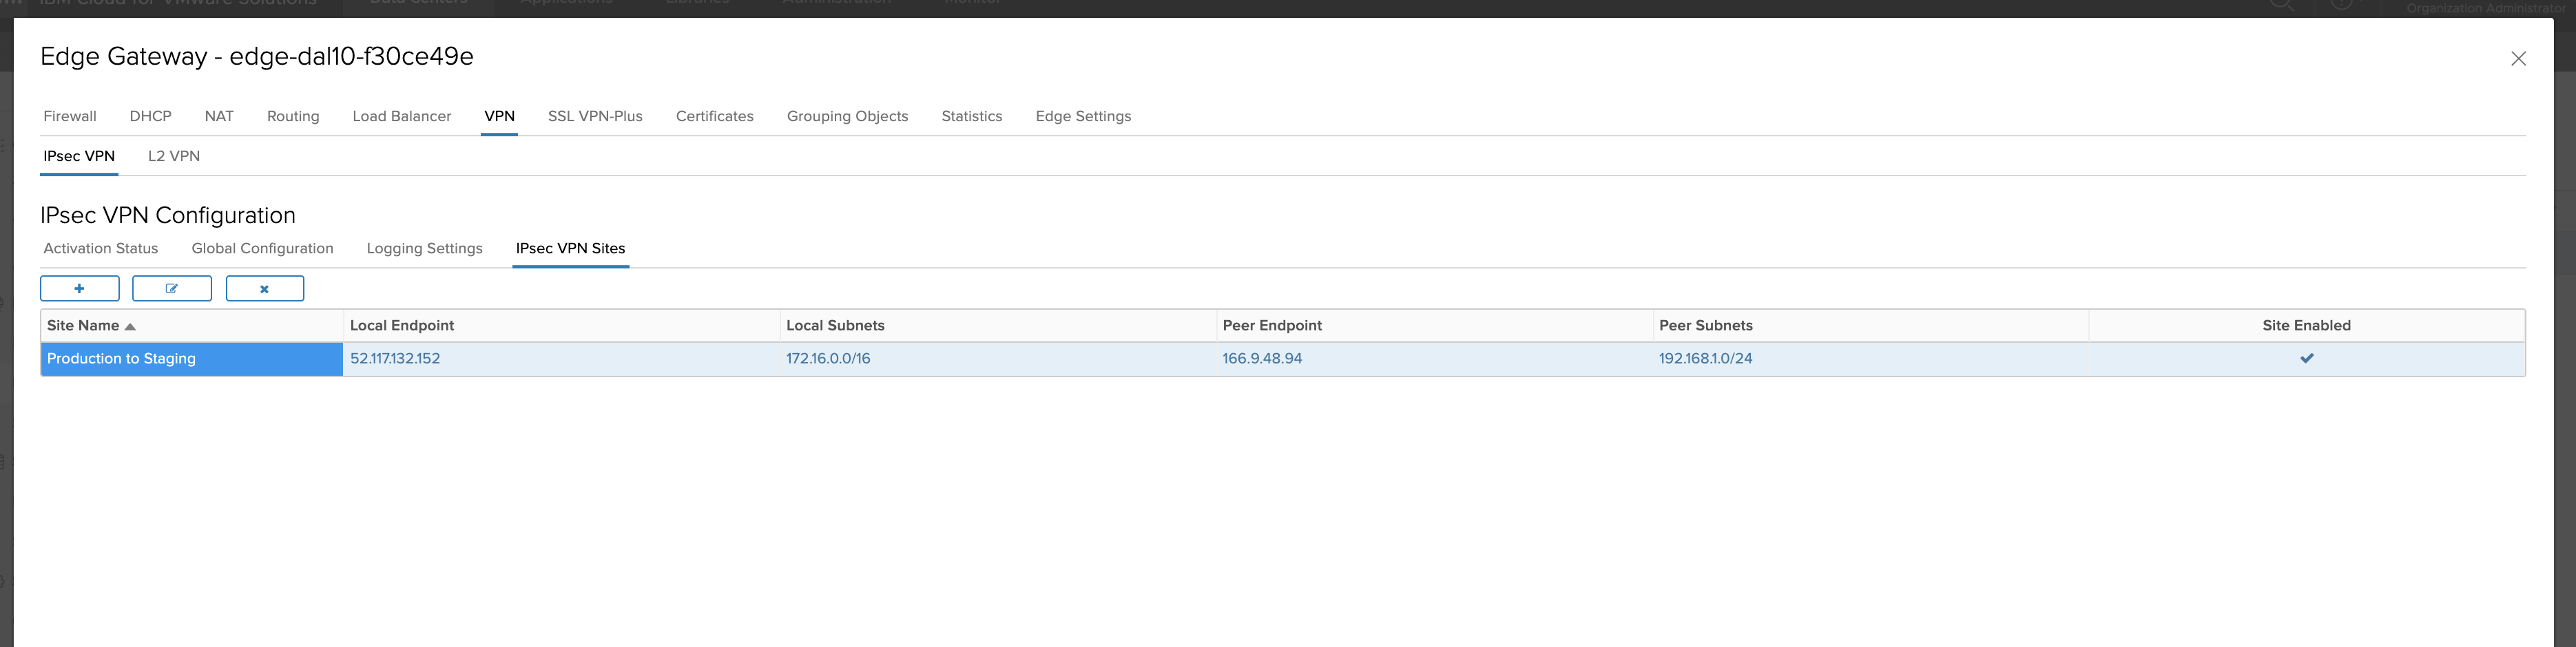 IBM Cloud for VMware Solutions Data Centers Applications Libraries Administration Monitor Organization Administrator
Edge Gateway - edge-dal10-f30ce49e
Firewall DHCP NAT Routing Load Balancer VPN SSL VPN-Plus Certificates Grouping Objects Statistics Edge Settings
IPsec VPN L2 VPN
IPsec VPN Configuration
Activation Status Global Configuration Logging Settings IPsec VPN Sites
Site Name Local Endpoint Local Subnets Peer Endpoint Peer Subnets Site Enabled
Production to Staging 52.117.132.152 172.16.0.0/16 166.9.48.94 192.168.1.0/24